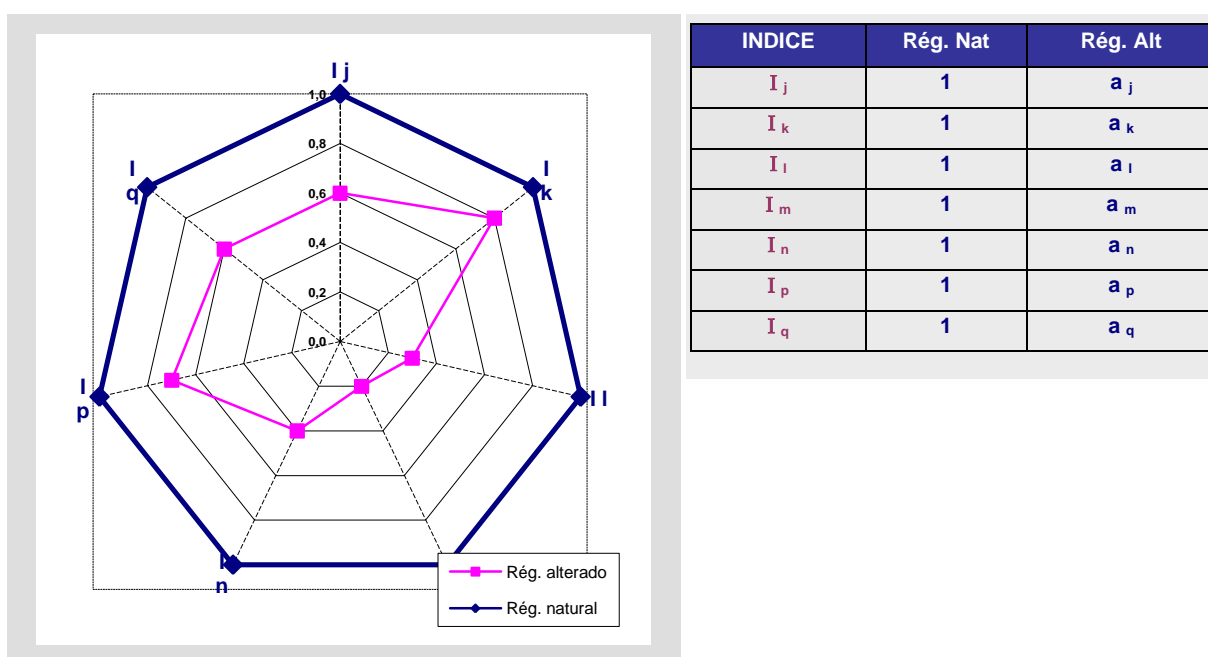 I j
1,0
0,8
0,6
0,4
0,2
0,0
I
k
I l
I
n
I
p
I
q
Rég. alterado
Rég. natural
INDICE Rég. Nat Rég. Alt
I j 1 a j
I k 1 a k
I l 1 a l
I m 1 a m
I n 1 a n
I p 1 a p
I q 1 a q